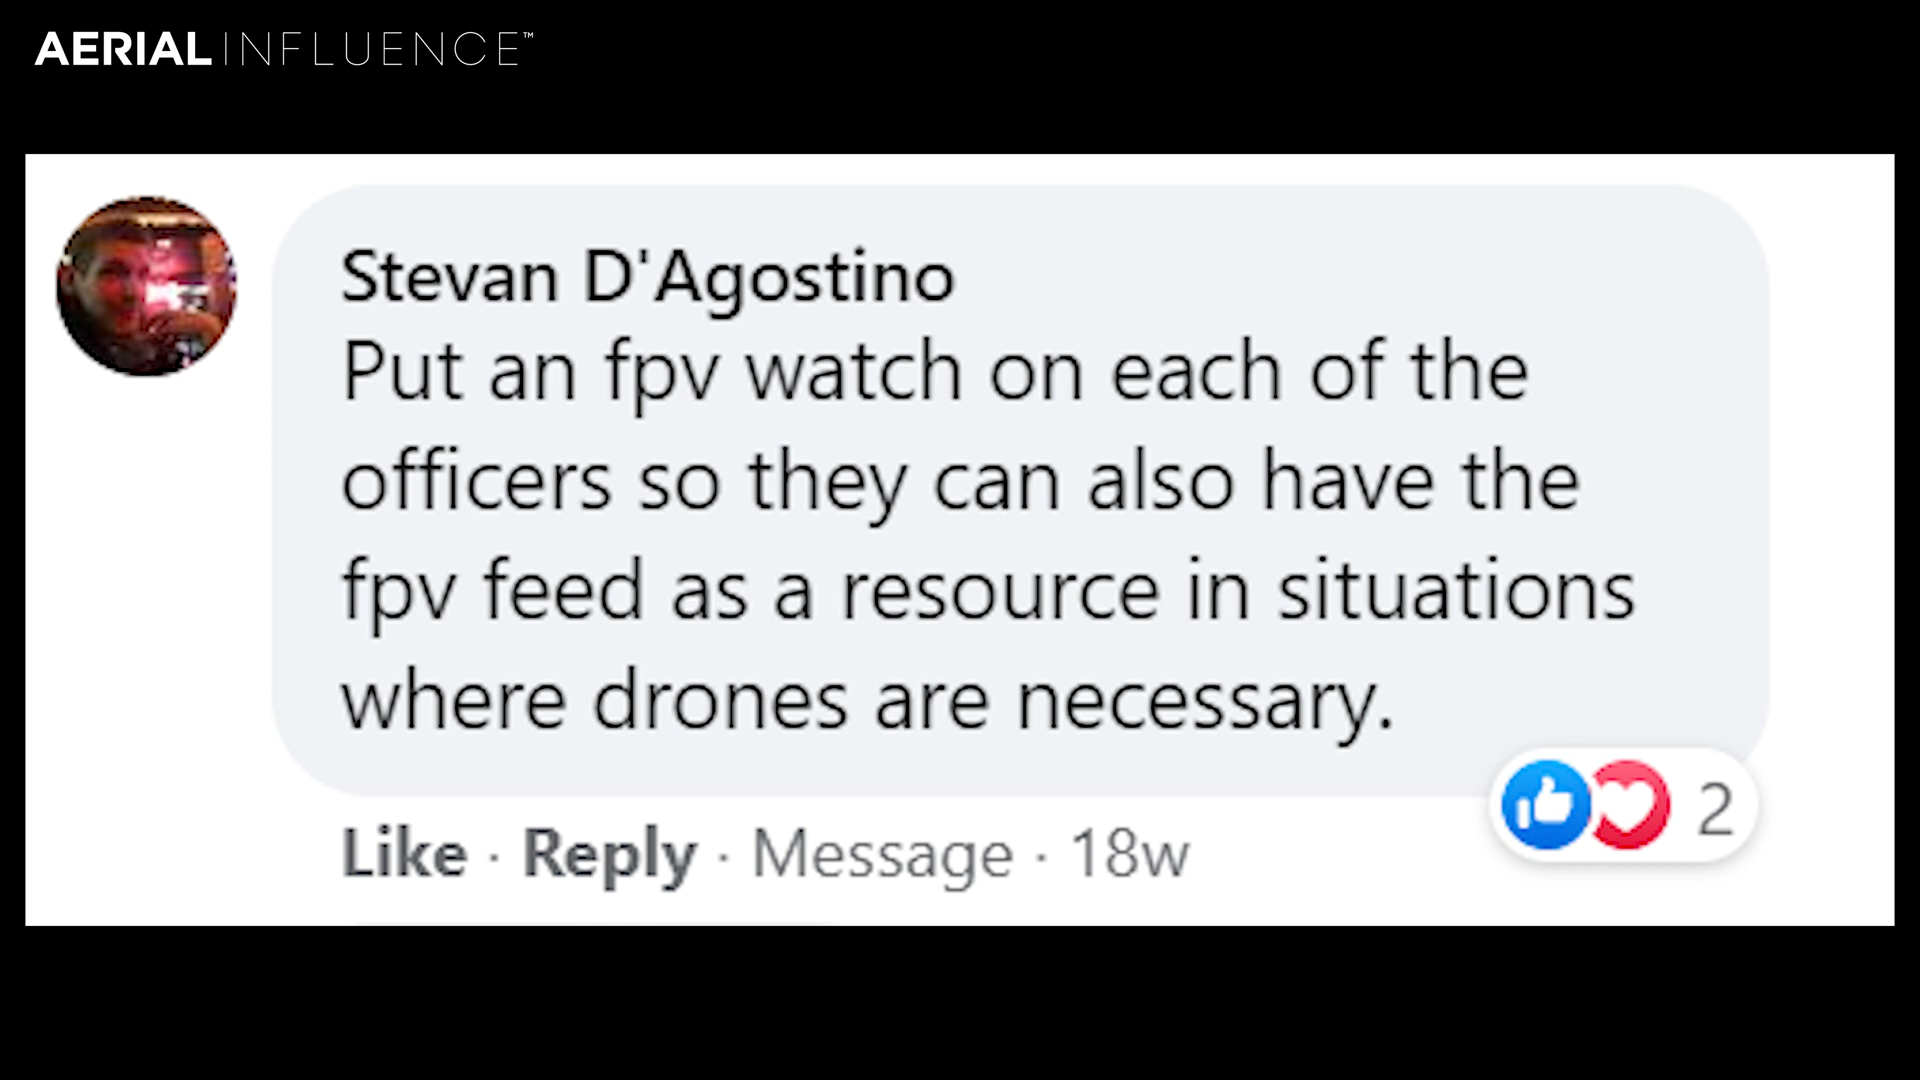 AERIAL INFLUENCE™
Stevan D'Agostino
Put an fpv watch on each of the
officers so they can also have the
fpv feed as a resource in situations
where drones are necessary.
2
Like · Reply · Message · 18w